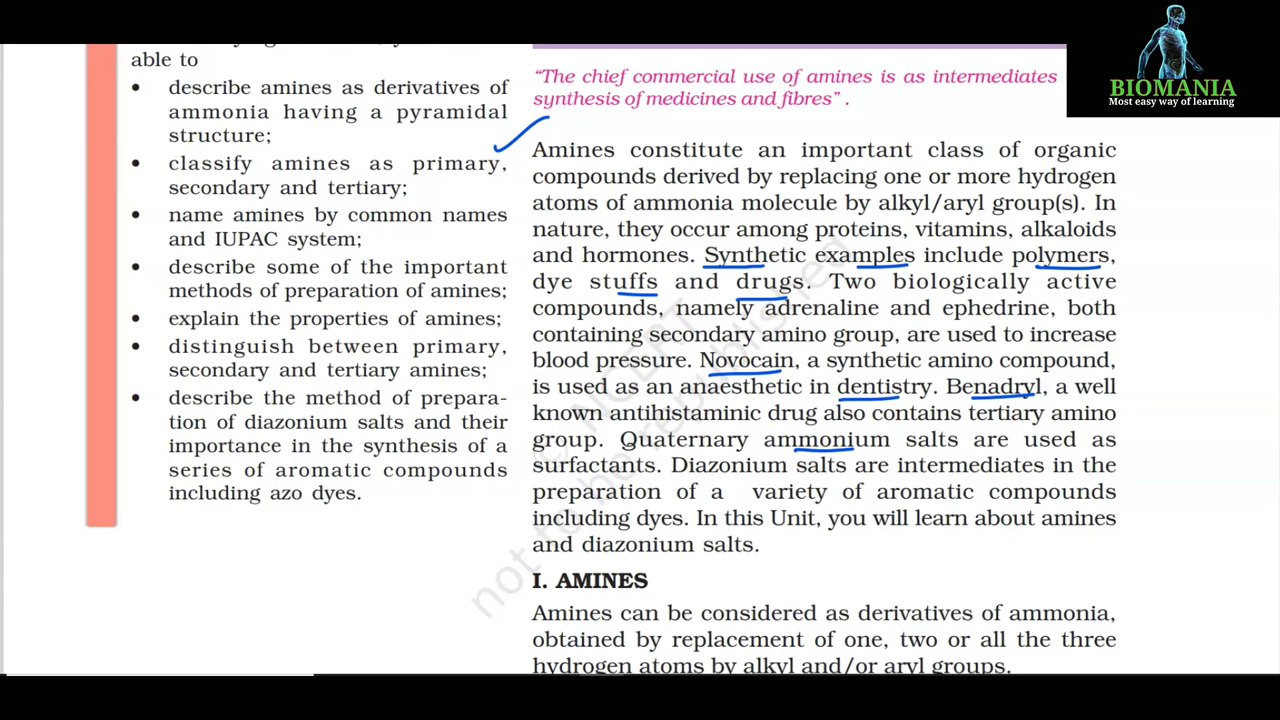 able to
• describe amines as derivatives of
ammonia having a pyramidal
structure;
• classify amines as primary,
secondary and tertiary;
• name amines by common names
and IUPAC system;
• describe some of the important
methods of preparation of amines;
• explain the properties of amines;
• distinguish between primary,
secondary and tertiary amines;
• describe the method of prepara-
tion of diazonium salts and their
importance in the synthesis of a
series of aromatic compounds
including azo dyes.
“The chief commercial use of amines is as intermediates
synthesis of medicines and fibres” .
Amines constitute an important class of organic
compounds derived by replacing one or more hydrogen
atoms of ammonia molecule by alkyl/aryl group(s). In
nature, they occur among proteins, vitamins, alkaloids
and hormones. Synthetic examples include polymers,
dye stuffs and drugs. Two biologically active
compounds, namely adrenaline and ephedrine, both
containing secondary amino group, are used to increase
blood pressure. Novocain, a synthetic amino compound,
is used as an anaesthetic in dentistry. Benadryl, a well
known antihistaminic drug also contains tertiary amino
group. Quaternary ammonium salts are used as
surfactants. Diazonium salts are intermediates in the
preparation of a variety of aromatic compounds
including dyes. In this Unit, you will learn about amines
and diazonium salts.
I. AMINES
Amines can be considered as derivatives of ammonia,
obtained by replacement of one, two or all the three
hydrogen atoms by alkyl and/or aryl groups.
BIOMANIA
Most easy way of learning
© NCERT
not to be republished